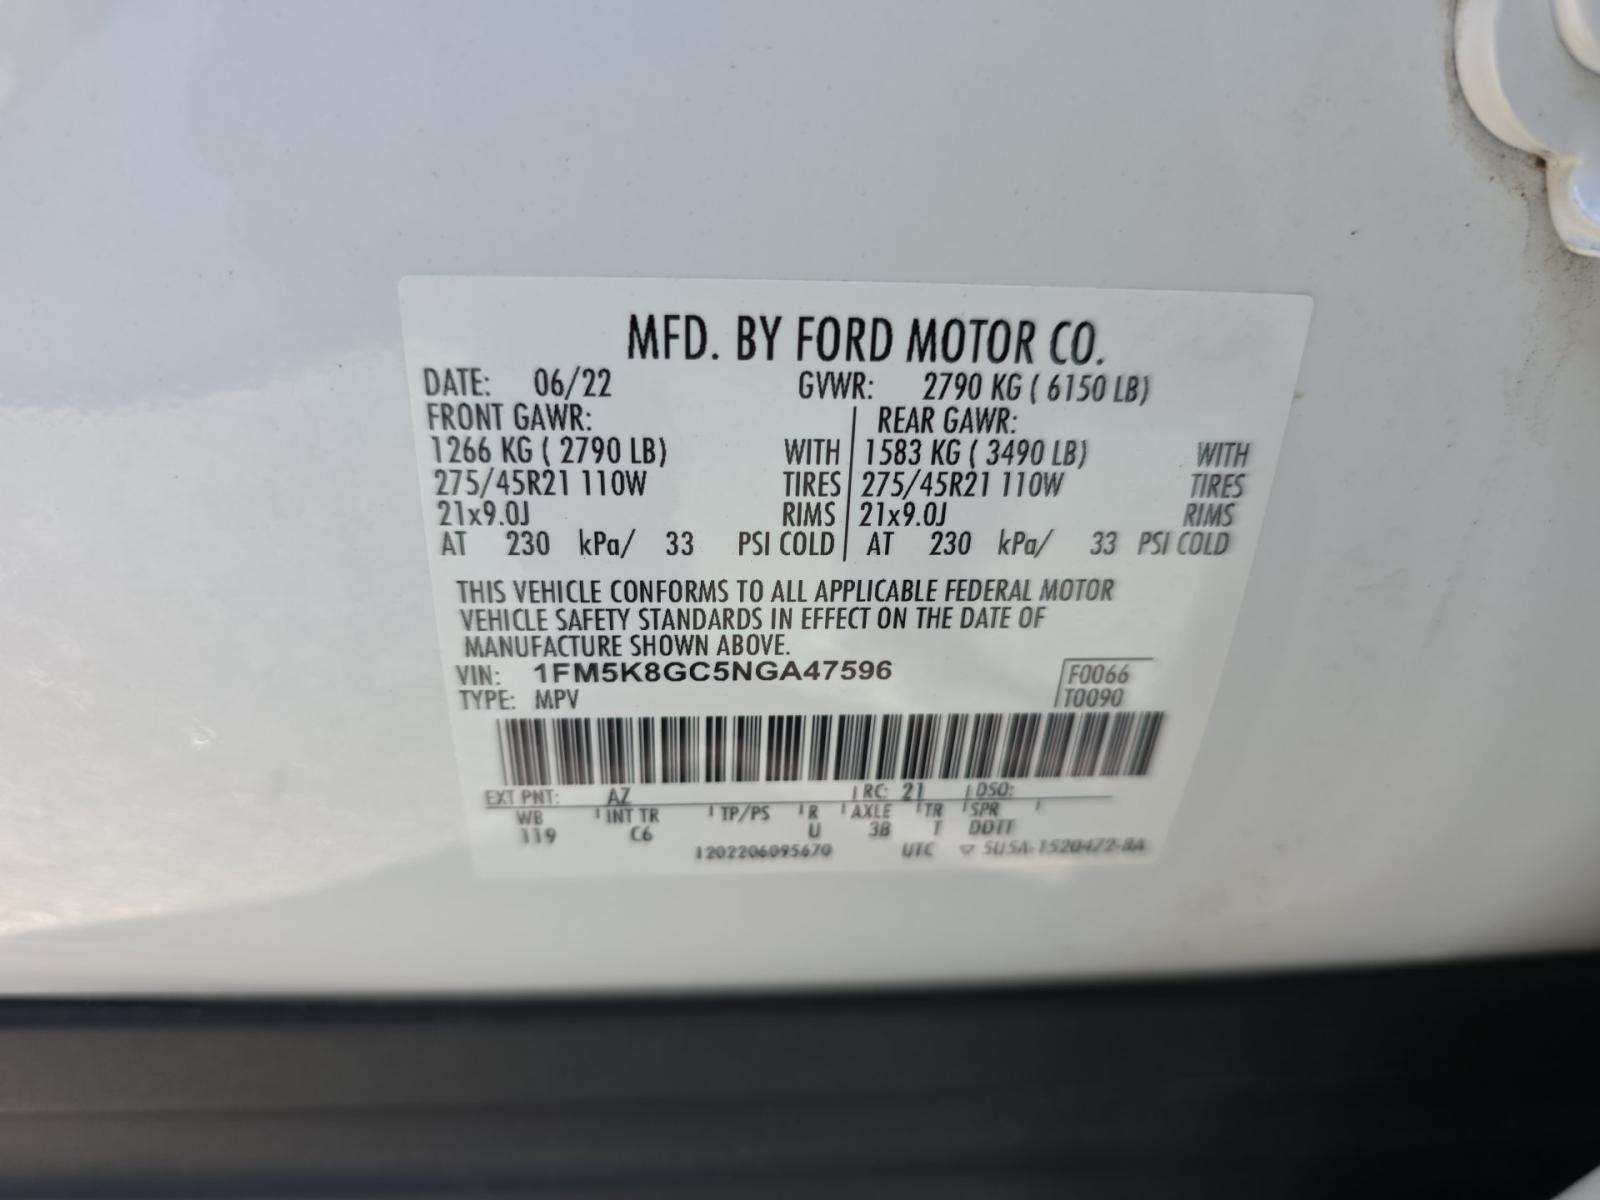 MFD. BY FORD MOTOR CO.
DATE: 06/22 GVWR: 2790 KG ( 6150 LB)
FRONT GAWR: REAR GAWR:
1266 KG ( 2790 LB) WITH 1583 KG ( 3490 LB) WITH
275/45R21 110W TIRES 275/45R21 110W TIRES
21x9.0J RIMS 21x9.0J RIMS
AT 230 kPa/ 33 PSI COLD AT 230 kPa/ 33 PSI COLD
THIS VEHICLE CONFORMS TO ALL APPLICABLE FEDERAL MOTOR
VEHICLE SAFETY STANDARDS IN EFFECT ON THE DATE OF
MANUFACTURE SHOWN ABOVE.
VIN: 1FM5K8GC5NGA47596 F0066
TYPE: MPV T0090
EXT PNT: AZ RC: 21 DSO:
WB INT TR TP/PS R AXLE TR SPR
119 C6 U 3B T
1202206095670 UTC